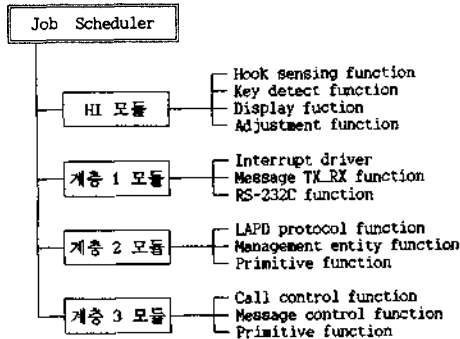 Job Scheduler
HI 모듈
Hook sensing function
Key detect function
Display fuction
Adjustment function
계층 1 모듈
Interrupt driver
Message TX_RX function
RS-232C function
계층 2 모듈
LAPD protocol function
Management entity function
Primitive function
계층 3 모듈
Call control function
Message control function
Primitive function